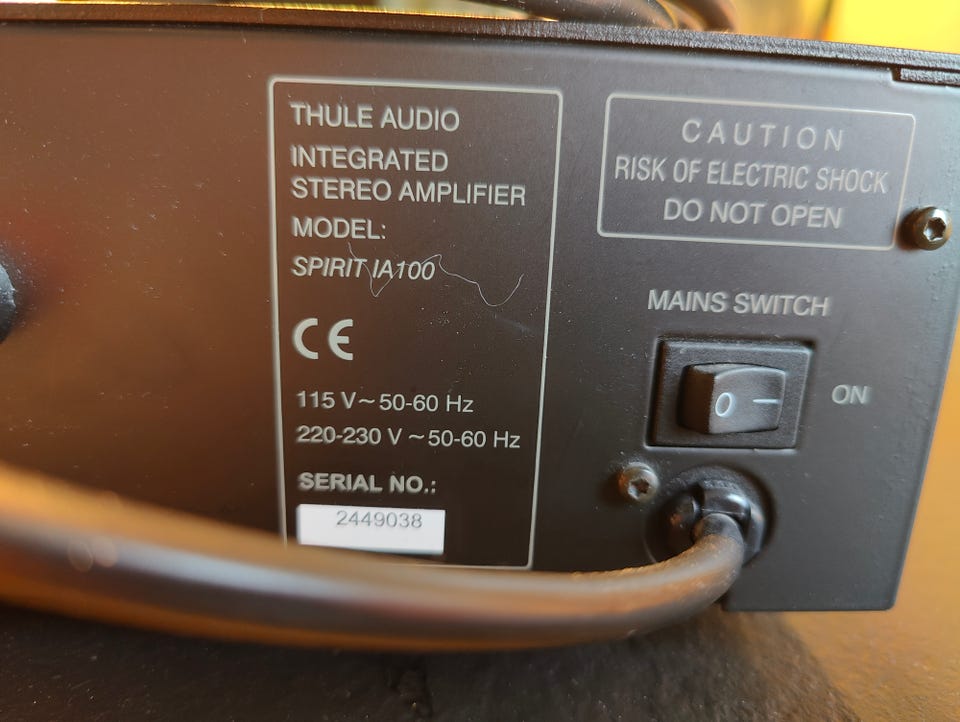 THULE AUDIO
INTEGRATED
STEREO AMPLIFIER
MODEL:
SPIRIT IA100
CE
115 V~ 50-60 Hz
220-230 V ~50-60 Hz
SERIAL NO.:
2449038
CAUTION
RISK OF ELECTRIC SHOCK
DO NOT OPEN
MAINS SWITCH
0 –
ON